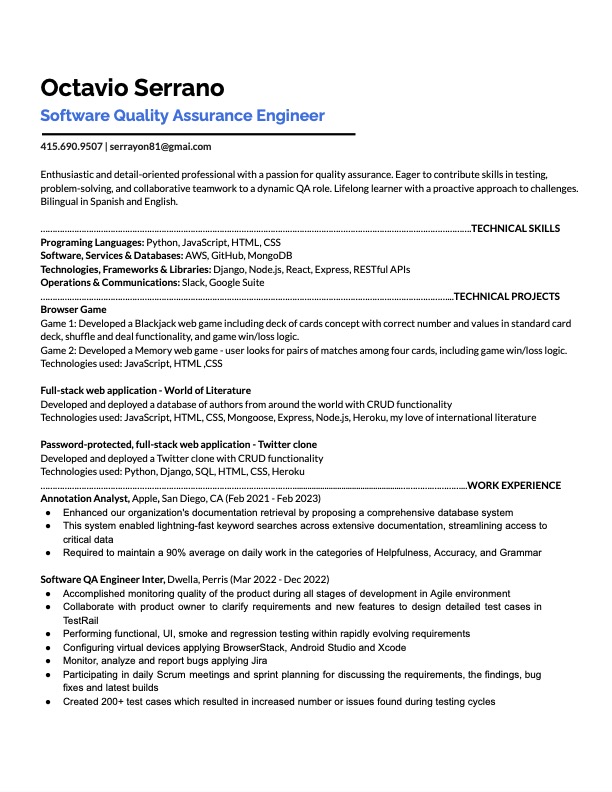 Octavio Serrano
Software Quality Assurance Engineer
415.690.9507 | serrayon81@gmai.com
Enthusiastic and detail-oriented professional with a passion for quality assurance. Eager to contribute skills in testing,
problem-solving, and collaborative teamwork to a dynamic QA role. Lifelong learner with a proactive approach to challenges.
Bilingual in Spanish and English.
……………………………………………………………………………………………………………………………………………..TECHNICAL SKILLS
Programing Languages: Python, JavaScript, HTML, CSS
Software, Services & Databases: AWS, GitHub, MongoDB
Technologies, Frameworks & Libraries: Django, Node.js, React, Express, RESTful APIs
Operations & Communications: Slack, Google Suite
…………………………………………………………………………………………………………………………………………TECHNICAL PROJECTS
Browser Game
Game 1: Developed a Blackjack web game including deck of cards concept with correct number and values in standard card
deck, shuffle and deal functionality, and game win/loss logic.
Game 2: Developed a Memory web game - user looks for pairs of matches among four cards, including game win/loss logic.
Technologies used: JavaScript, HTML ,CSS
Full-stack web application - World of Literature
Developed and deployed a database of authors from around the world with CRUD functionality
Technologies used: JavaScript, HTML, CSS, Mongoose, Express, Node.js, Heroku, my love of international literature
Password-protected, full-stack web application - Twitter clone
Developed and deployed a Twitter clone with CRUD functionality
Technologies used: Python, Django, SQL, HTML, CSS, Heroku
……………………………………………………………………………………………………………………………………………WORK EXPERIENCE
Annotation Analyst, Apple, San Diego, CA (Feb 2021 - Feb 2023)
● Enhanced our organization's documentation retrieval by proposing a comprehensive database system
● This system enabled lightning-fast keyword searches across extensive documentation, streamlining access to
critical data
● Required to maintain a 90% average on daily work in the categories of Helpfulness, Accuracy, and Grammar
Software QA Engineer Inter, Dwella, Perris (Mar 2022 - Dec 2022)
● Accomplished monitoring quality of the product during all stages of development in Agile environment
● Collaborate with product owner to clarify requirements and new features to design detailed test cases in
TestRail
● Performing functional, UI, smoke and regression testing within rapidly evolving requirements
● Configuring virtual devices applying BrowserStack, Android Studio and Xcode
● Monitor, analyze and report bugs applying Jira
● Participating in daily Scrum meetings and sprint planning for discussing the requirements, the findings, bug
fixes and latest builds
● Created 200+ test cases which resulted in increased number or issues found during testing cycles